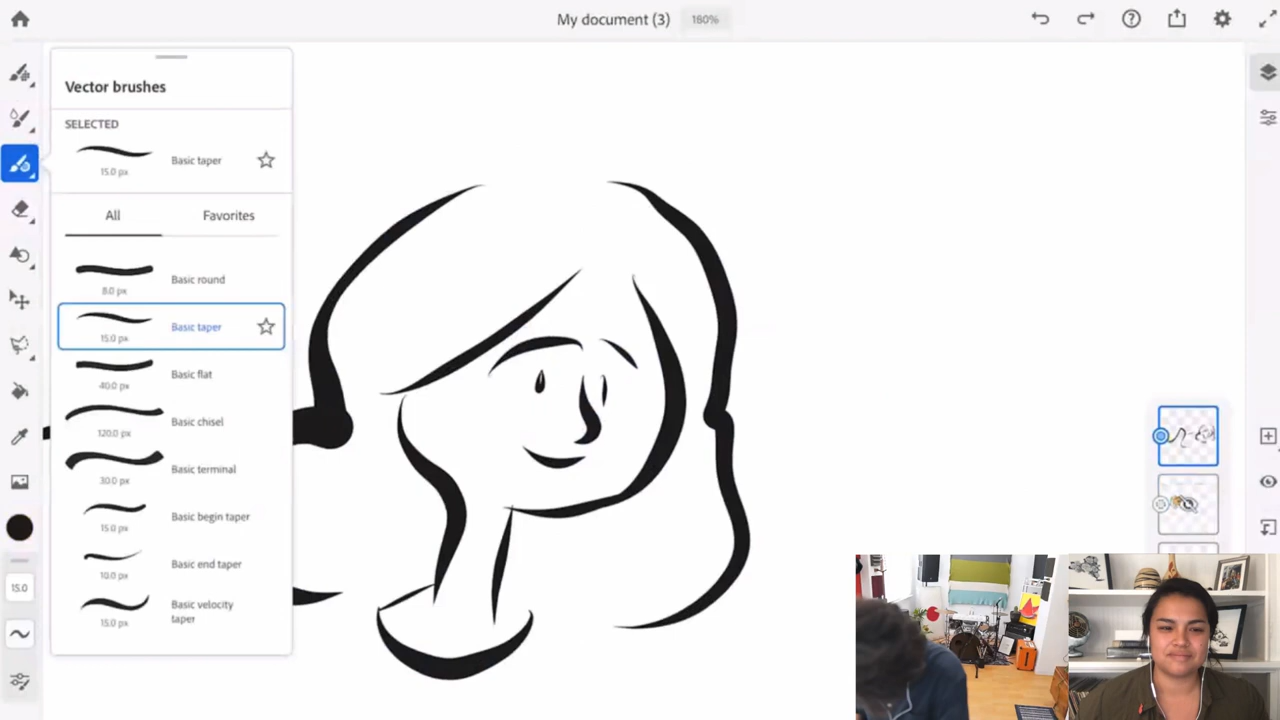 My document (3) 180%
Vector brushes
SELECTED
Basic taper
15.0 px
All Favorites
Basic round
8.0 px
Basic taper
15.0 px
Basic flat
40.0 px
Basic chisel
120.0 px
Basic terminal
30.0 px
Basic begin taper
15.0 px
Basic end taper
10.0 px
Basic velocity
taper
15.0 px
15.0